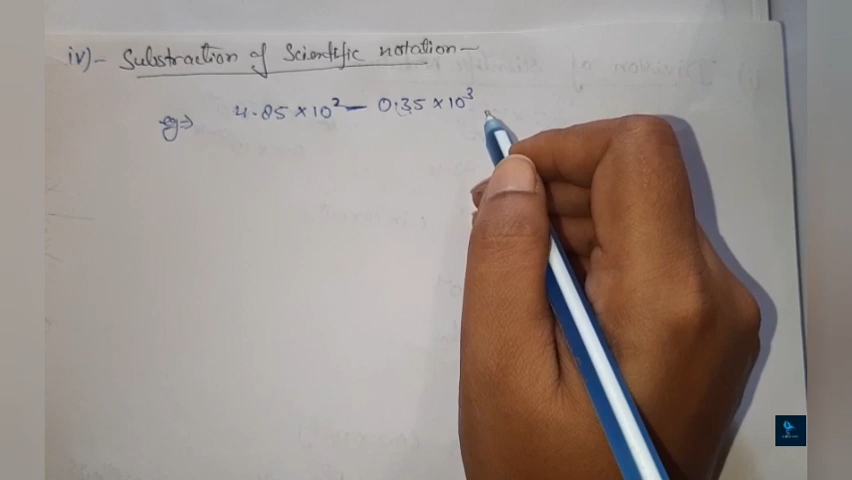 iv)- Substraction of Scientific notation-
eg⇒ 4.85 × 10² - 0.35 × 10³